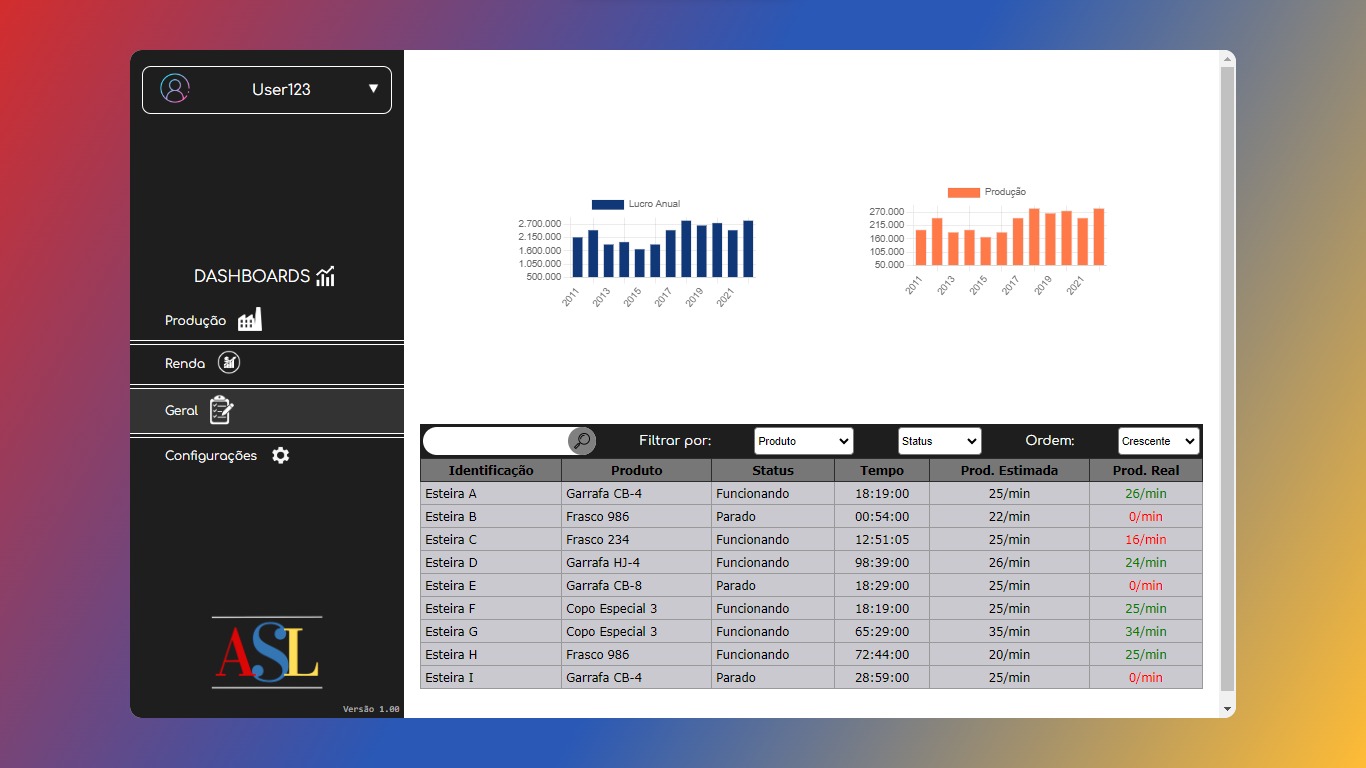 User123 ▼
DASHBOARDS
Produção
Renda
Geral
Configurações
ASL
Versão 1.00
Lucro Anual
2.700.000
2.150.000
1.600.000
1.050.000
500.000
2011 2013 2015 2017 2019 2021
Produção
270.000
215.000
160.000
105.000
50.000
2011 2013 2015 2017 2019 2021
Filtrar por: Produto Status Ordem: Crescente
Identificação Produto Status Tempo Prod. Estimada Prod. Real
Esteira A Garrafa CB-4 Funcionando 18:19:00 25/min 26/min
Esteira B Frasco 986 Parado 00:54:00 22/min 0/min
Esteira C Frasco 234 Funcionando 12:51:05 25/min 16/min
Esteira D Garrafa HJ-4 Funcionando 98:39:00 26/min 24/min
Esteira E Garrafa CB-8 Parado 18:29:00 25/min 0/min
Esteira F Copo Especial 3 Funcionando 18:19:00 25/min 25/min
Esteira G Copo Especial 3 Funcionando 65:29:00 35/min 34/min
Esteira H Frasco 986 Funcionando 72:44:00 20/min 25/min
Esteira I Garrafa CB-4 Parado 28:59:00 25/min 0/min